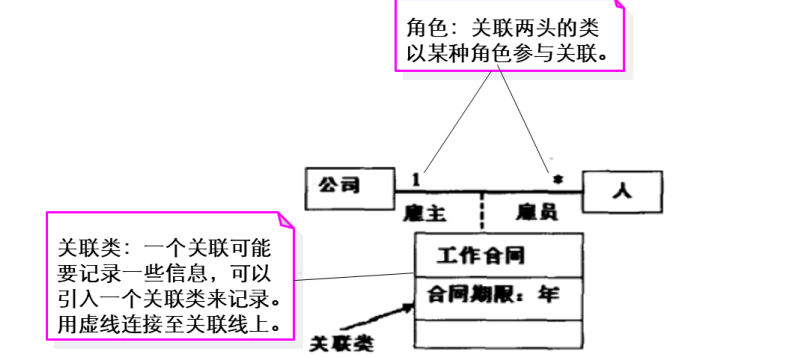 角色：关联两头的类
以某种角色参与关联。
公司
1
*
人
雇主
雇员
关联类：一个关联可能
要记录一些信息，可以
引入一个关联类来记录。
用虚线连接至关联线上。
工作合同
合同期限：年
关联类